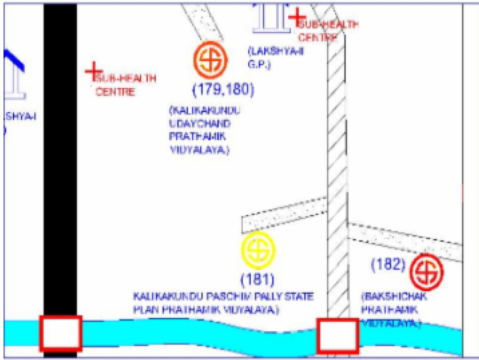 SUB-HEALTH
CENTRE
(LAKSHYA-II
G.P.)
SUB-HEALTH
CENTRE
(179,180)
(KALIKAKUNDU
UDAYCHAND
PRATHAMIK
VIDYALAYA.)
(181)
KALIKAKUNDU PASCHIM PALLY STATE
PLAN PRATHAMIK VIDYALAYA.)
(182)
(BAKSHICHAK
PRATHAMIK
VIDYALAYA.)